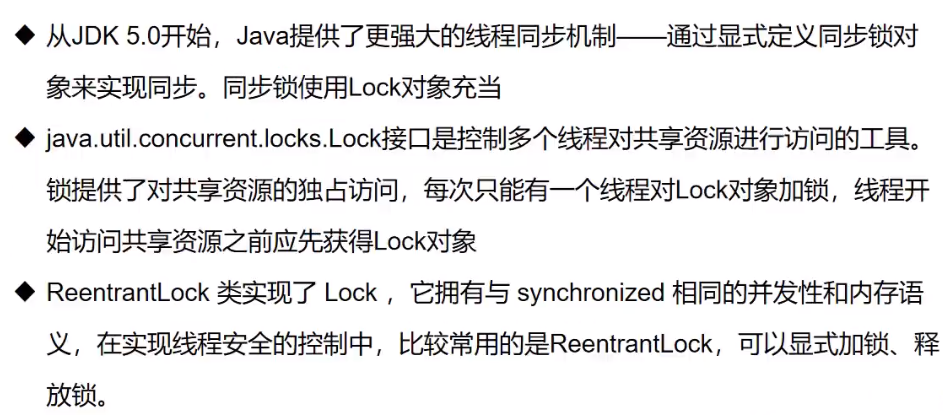 ◆ 从JDK 5.0开始，Java提供了更强大的线程同步机制——通过显式定义同步锁对
象来实现同步。同步锁使用Lock对象充当
◆ java.util.concurrent.locks.Lock接口是控制多个线程对共享资源进行访问的工具。
锁提供了对共享资源的独占访问，每次只能有一个线程对Lock对象加锁，线程开
始访问共享资源之前应先获得Lock对象
◆ ReentrantLock 类实现了 Lock ，它拥有与 synchronized 相同的并发性和内存语
义，在实现线程安全的控制中，比较常用的是ReentrantLock，可以显式加锁、释
放锁。